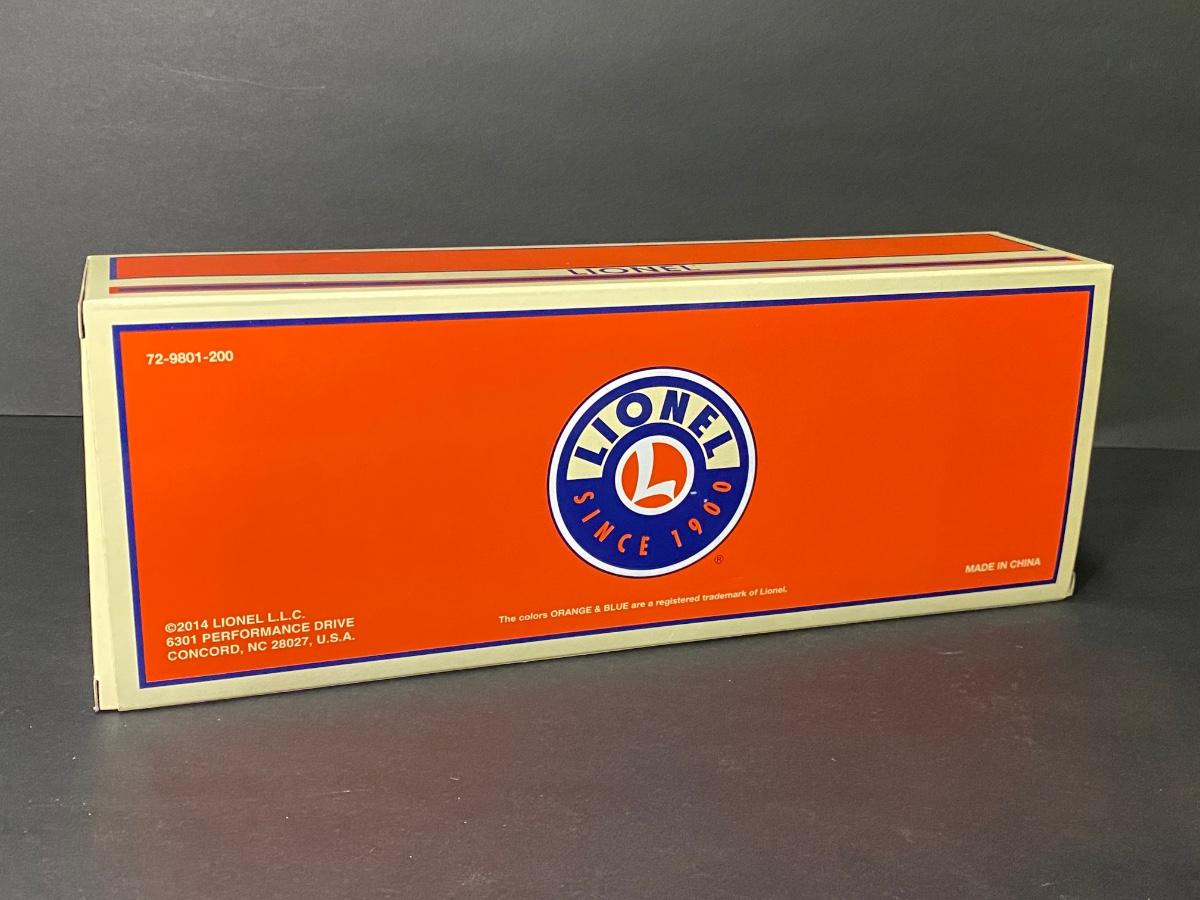 LIONEL
72-9801-200
LIONEL
L
SINCE 1900
®
MADE IN CHINA
The colors ORANGE & BLUE are a registered trademark of Lionel.
©2014 LIONEL L.L.C.
6301 PERFORMANCE DRIVE
CONCORD, NC 28027, U.S.A.